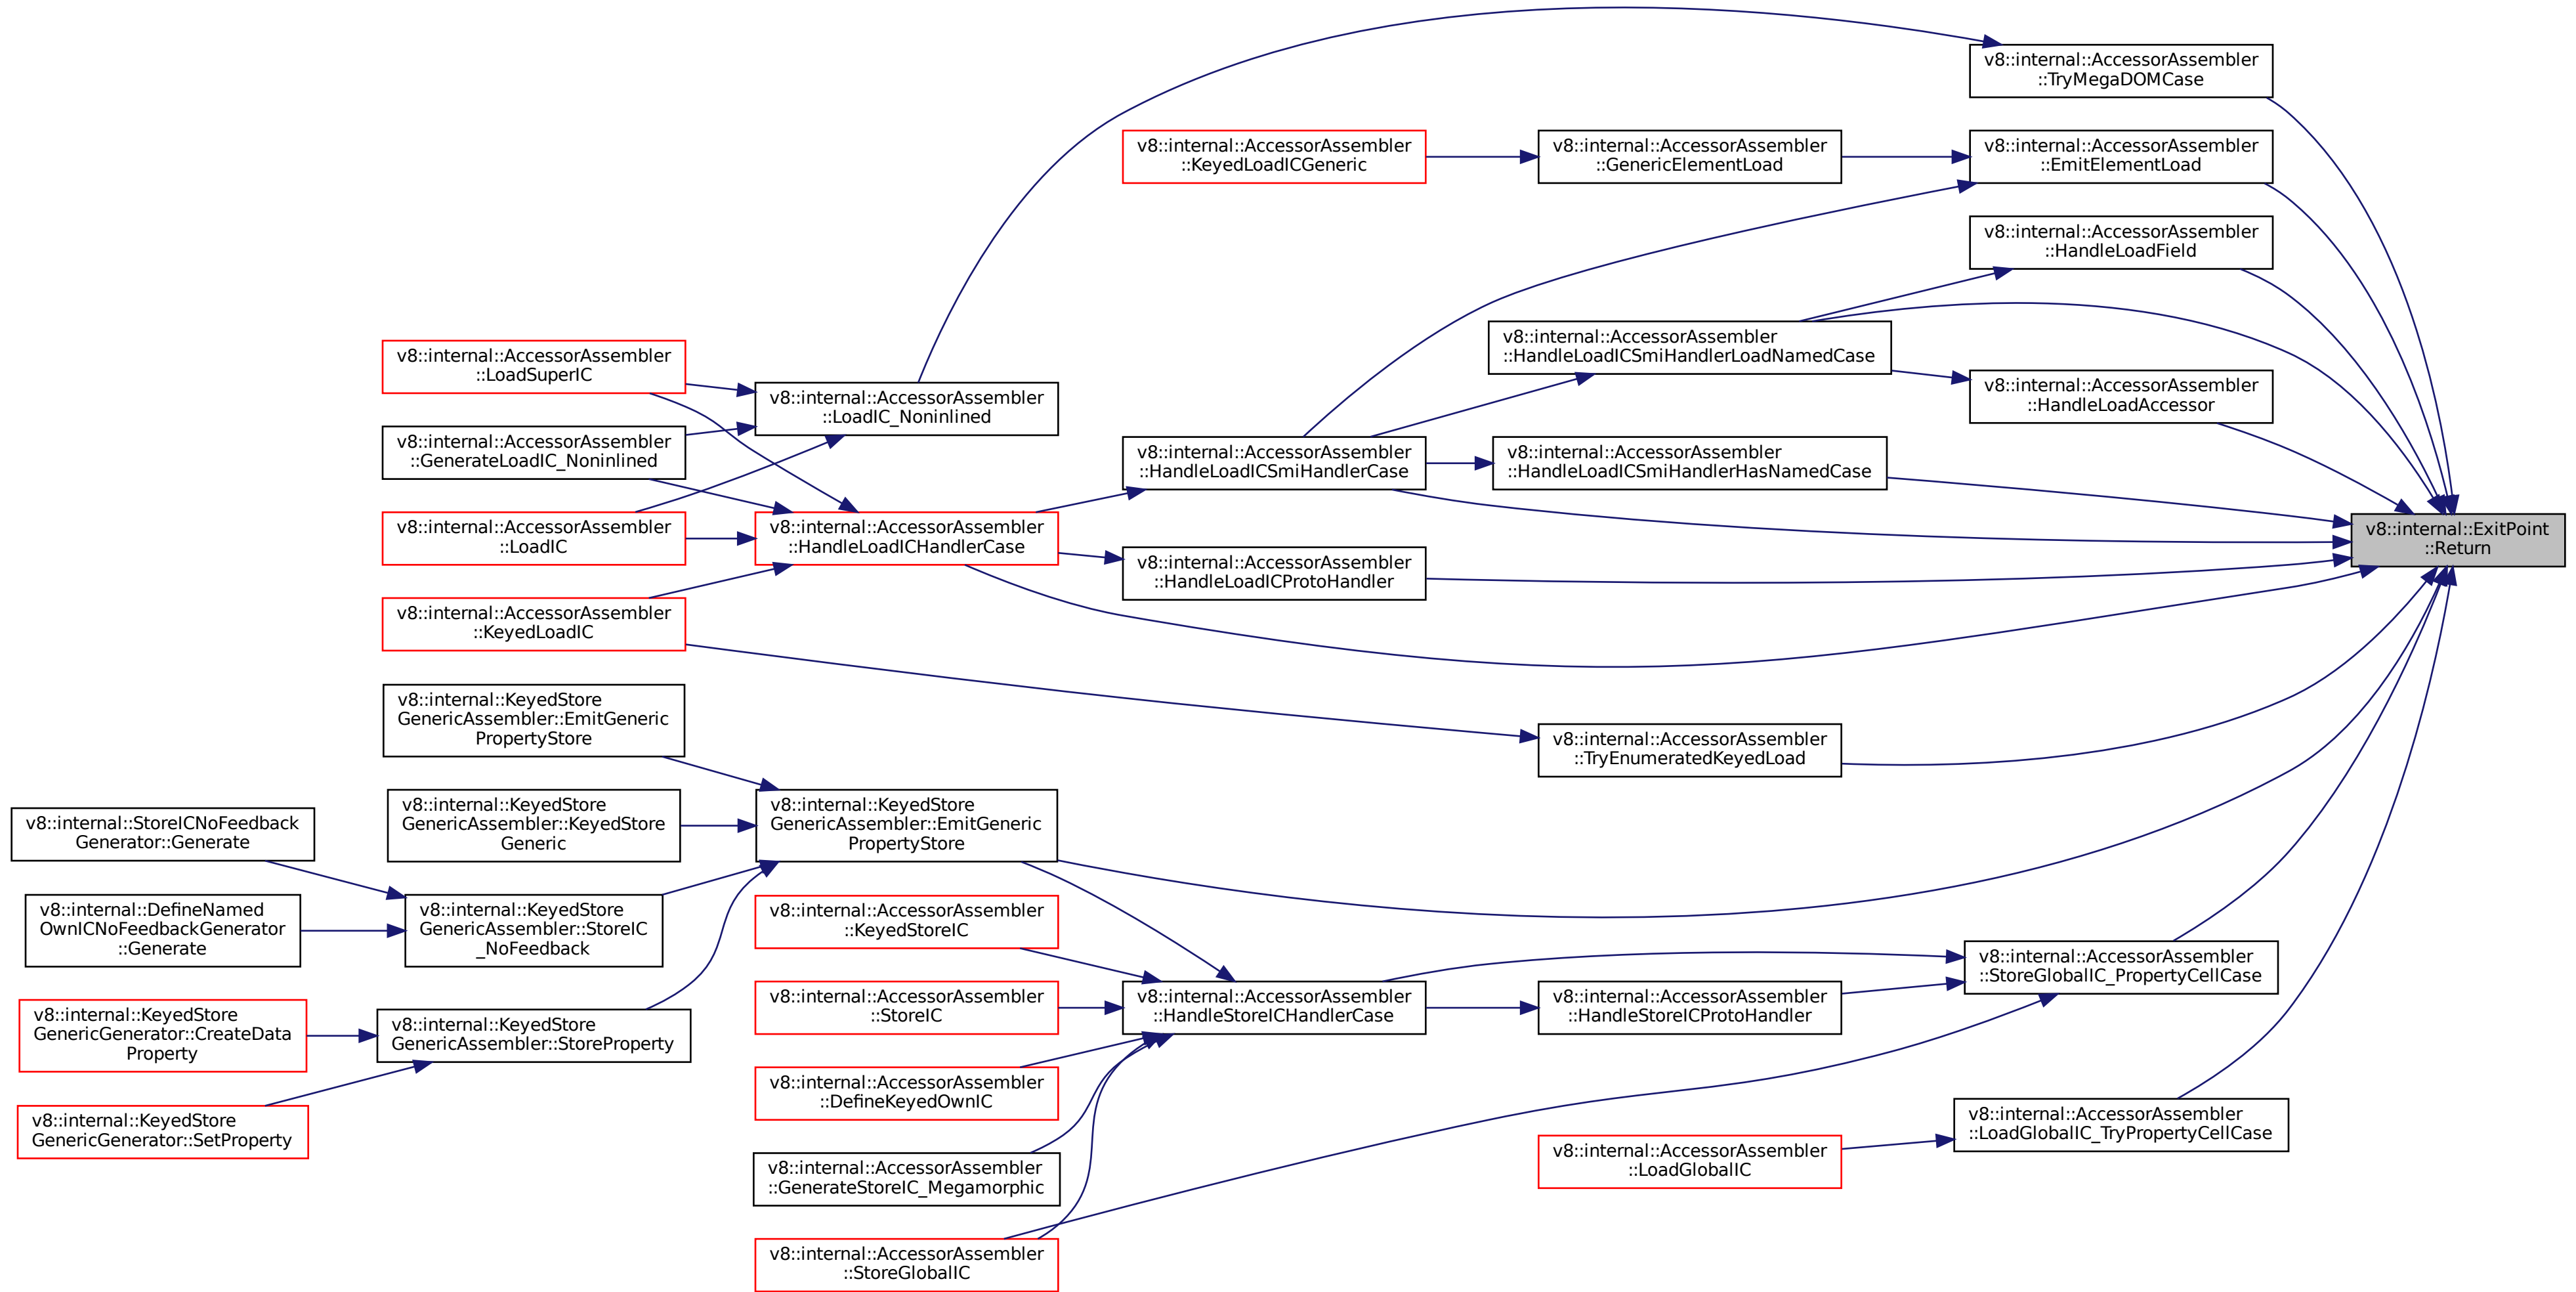 v8::internal::AccessorAssembler
::TryMegaDOMCase
v8::internal::AccessorAssembler
::KeyedLoadICGeneric
v8::internal::AccessorAssembler
::GenericElementLoad
v8::internal::AccessorAssembler
::EmitElementLoad
v8::internal::AccessorAssembler
::HandleLoadField
v8::internal::AccessorAssembler
::HandleLoadICSmiHandlerLoadNamedCase
v8::internal::AccessorAssembler
::LoadSuperIC
v8::internal::AccessorAssembler
::LoadIC_Noninlined
v8::internal::AccessorAssembler
::HandleLoadAccessor
v8::internal::AccessorAssembler
::GenerateLoadIC_Noninlined
v8::internal::AccessorAssembler
::HandleLoadICSmiHandlerCase
v8::internal::AccessorAssembler
::HandleLoadICSmiHandlerHasNamedCase
v8::internal::AccessorAssembler
::LoadIC
v8::internal::AccessorAssembler
::HandleLoadICHandlerCase
v8::internal::ExitPoint
::Return
v8::internal::AccessorAssembler
::HandleLoadICProtoHandler
v8::internal::AccessorAssembler
::KeyedLoadIC
v8::internal::KeyedStore
GenericAssembler::EmitGeneric
PropertyStore
v8::internal::AccessorAssembler
::TryEnumeratedKeyedLoad
v8::internal::StoreICNoFeedback
Generator::Generate
v8::internal::KeyedStore
GenericAssembler::KeyedStore
Generic
v8::internal::KeyedStore
GenericAssembler::EmitGeneric
PropertyStore
v8::internal::DefineNamed
OwnICNoFeedbackGenerator
::Generate
v8::internal::KeyedStore
GenericAssembler::StoreIC
_NoFeedback
v8::internal::AccessorAssembler
::KeyedStoreIC
v8::internal::AccessorAssembler
::StoreGlobalIC_PropertyCellCase
v8::internal::KeyedStore
GenericGenerator::CreateData
Property
v8::internal::KeyedStore
GenericAssembler::StoreProperty
v8::internal::AccessorAssembler
::StoreIC
v8::internal::AccessorAssembler
::HandleStoreICHandlerCase
v8::internal::AccessorAssembler
::HandleStoreICProtoHandler
v8::internal::KeyedStore
GenericGenerator::SetProperty
v8::internal::AccessorAssembler
::DefineKeyedOwnIC
v8::internal::AccessorAssembler
::LoadGlobalIC_TryPropertyCellCase
v8::internal::AccessorAssembler
::GenerateStoreIC_Megamorphic
v8::internal::AccessorAssembler
::LoadGlobalIC
v8::internal::AccessorAssembler
::StoreGlobalIC